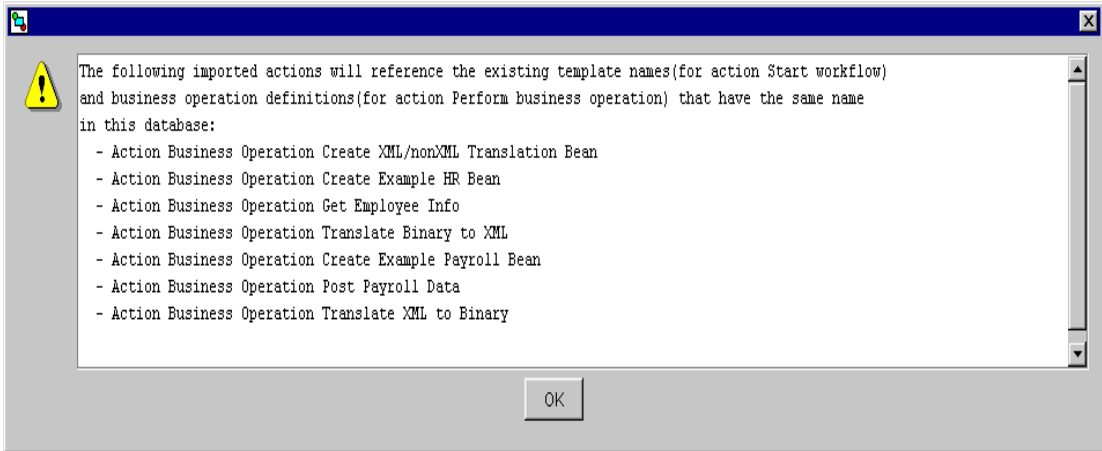 The following imported actions will reference the existing template names(for action Start workflow)
and business operation definitions(for action Perform business operation) that have the same name
in this database:
- Action Business Operation Create XML/nonXML Translation Bean
- Action Business Operation Create Example HR Bean
- Action Business Operation Get Employee Info
- Action Business Operation Translate Binary to XML
- Action Business Operation Create Example Payroll Bean
- Action Business Operation Post Payroll Data
- Action Business Operation Translate XML to Binary
OK